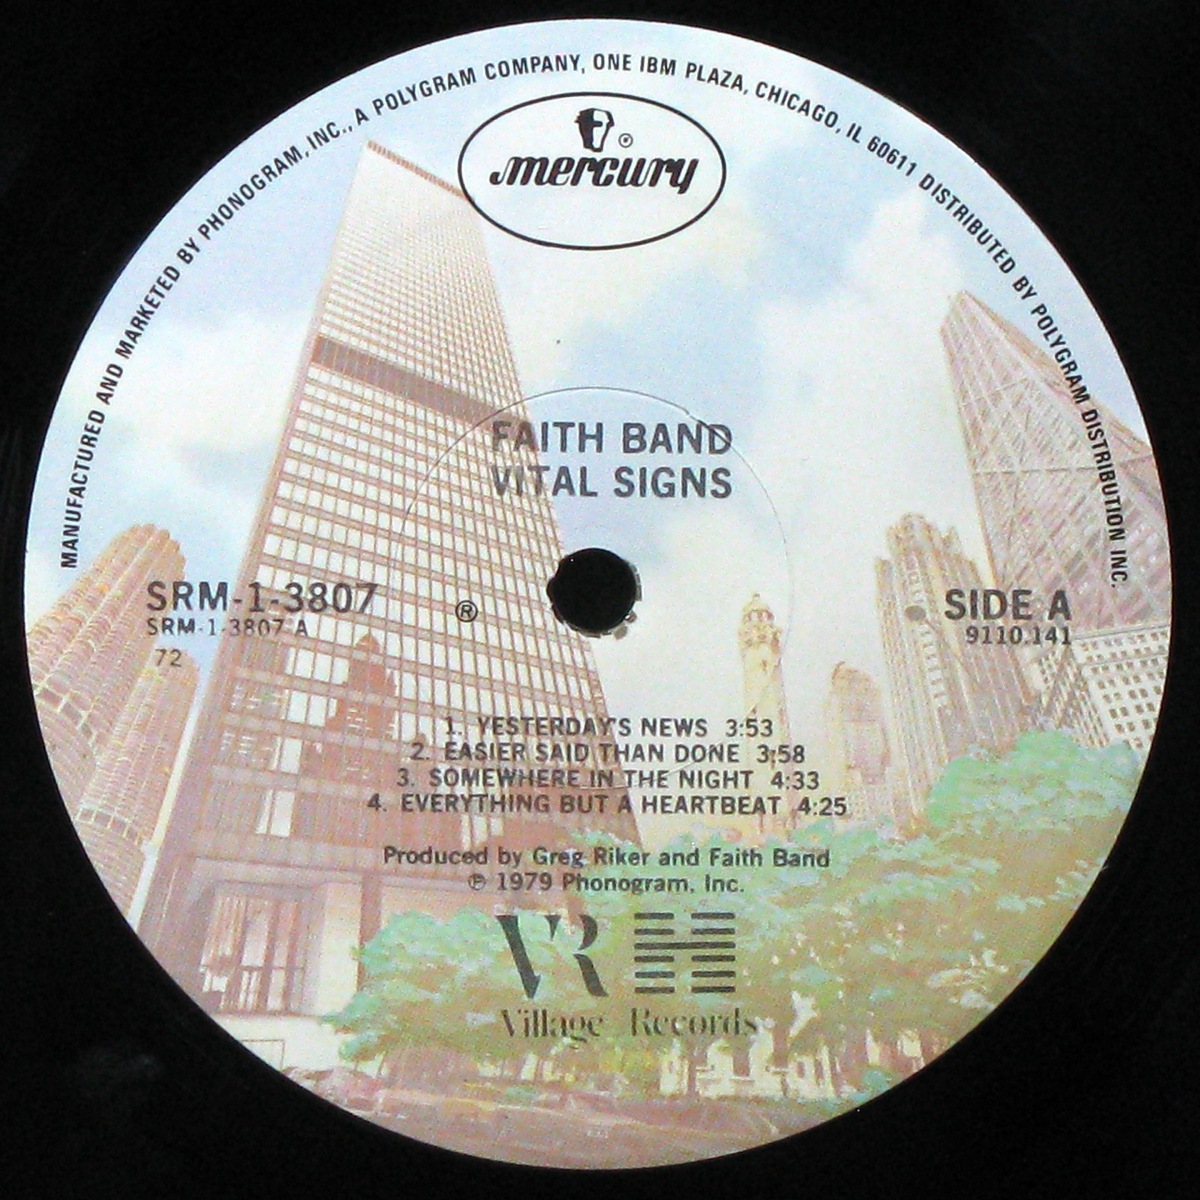 MANUFACTURED AND MARKETED BY PHONOGRAM, INC., A POLYGRAM COMPANY, ONE IBM PLAZA, CHICAGO, IL 60611 DISTRIBUTED BY POLYGRAM DISTRIBUTION INC.
mercury ®
FAITH BAND
VITAL SIGNS
SRM-1-3807
SRM-1-3807 A
72
®
SIDE A
9110.141
1. YESTERDAY'S NEWS 3:53
2. EASIER SAID THAN DONE 3:58
3. SOMEWHERE IN THE NIGHT 4:33
4. EVERYTHING BUT A HEARTBEAT 4:25
Produced by Greg Riker and Faith Band
℗ 1979 Phonogram, Inc.
VR
Village Records